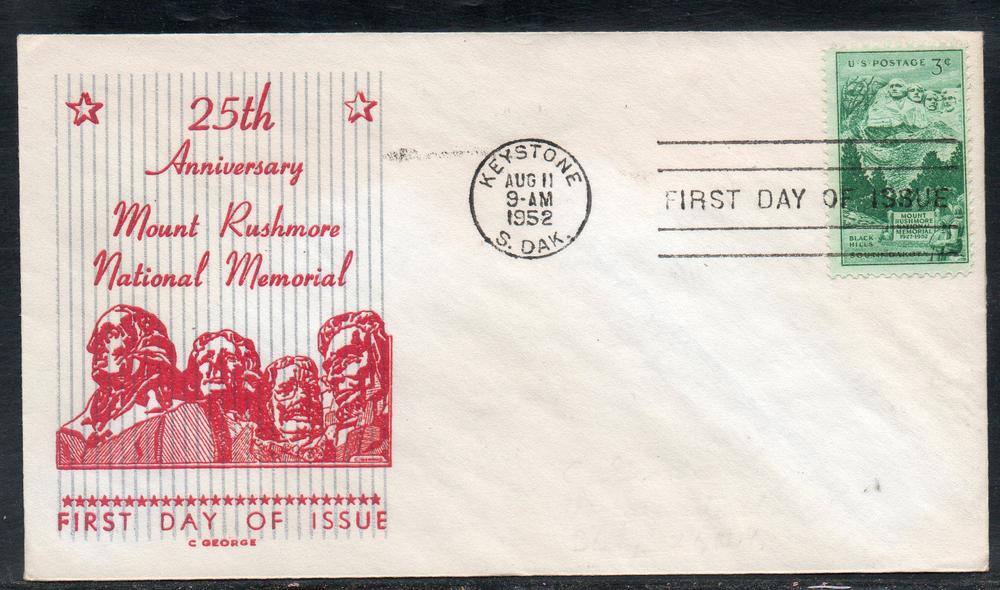 25th
Anniversary
Mount Rushmore
National Memorial
FIRST DAY OF ISSUE
C GEORGE
KEYSTONE
AUG 11
9-AM
1952
S. DAK.
FIRST DAY OF ISSUE
U S POSTAGE 3¢
MOUNT
RUSHMORE
NATIONAL
MEMORIAL
1927-1952
BLACK
HILLS
SOUTH DAKOTA